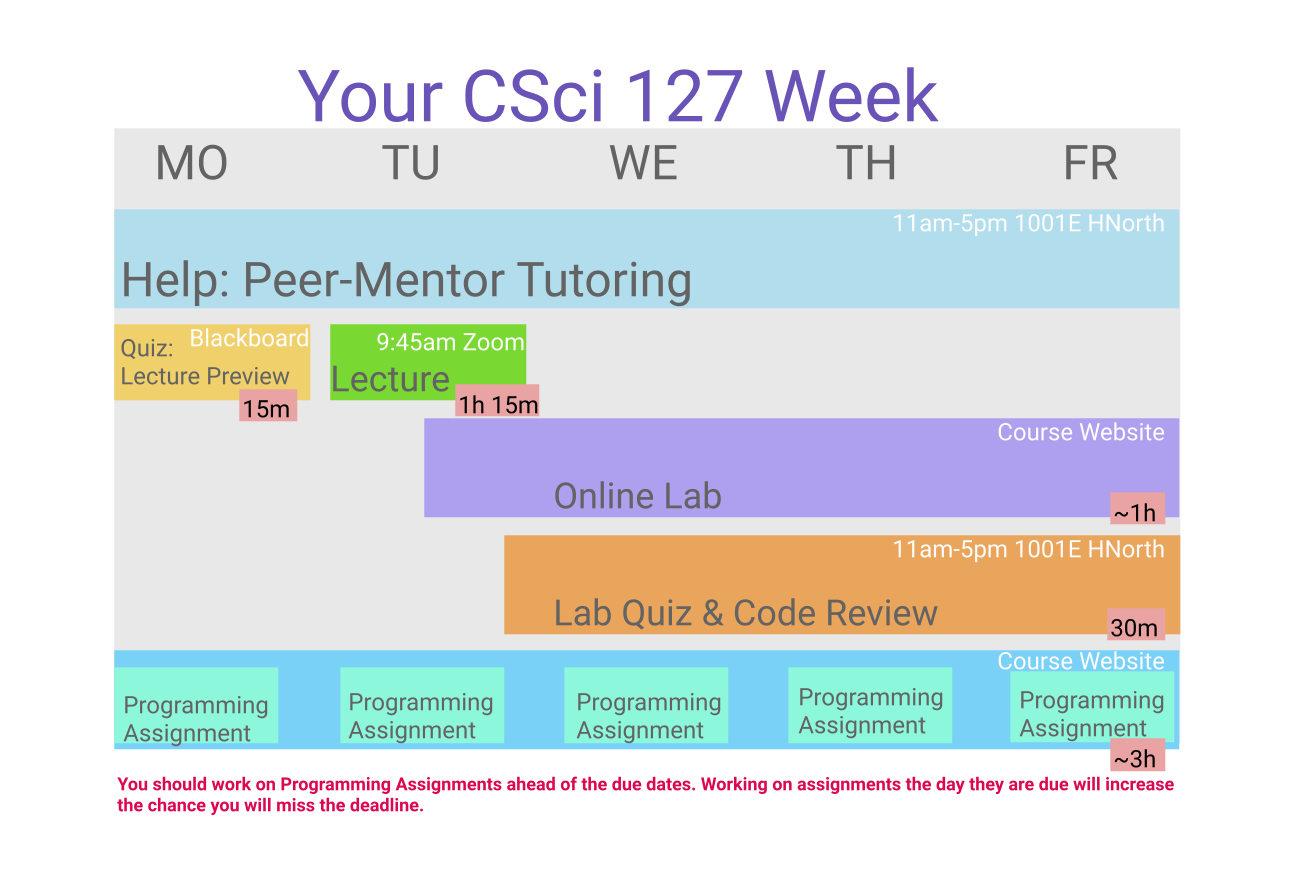 Your CSci 127 Week
MO TU WE TH FR
11am-5pm 1001E HNorth
Help: Peer-Mentor Tutoring
Blackboard
Quiz:
Lecture Preview
15m
9:45am Zoom
Lecture
1h 15m
Course Website
Online Lab
~1h
11am-5pm 1001E HNorth
Lab Quiz & Code Review
30m
Course Website
Programming
Assignment
Programming
Assignment
Programming
Assignment
Programming
Assignment
Programming
Assignment
~3h
You should work on Programming Assignments ahead of the due dates. Working on assignments the day they are due will increase
the chance you will miss the deadline.